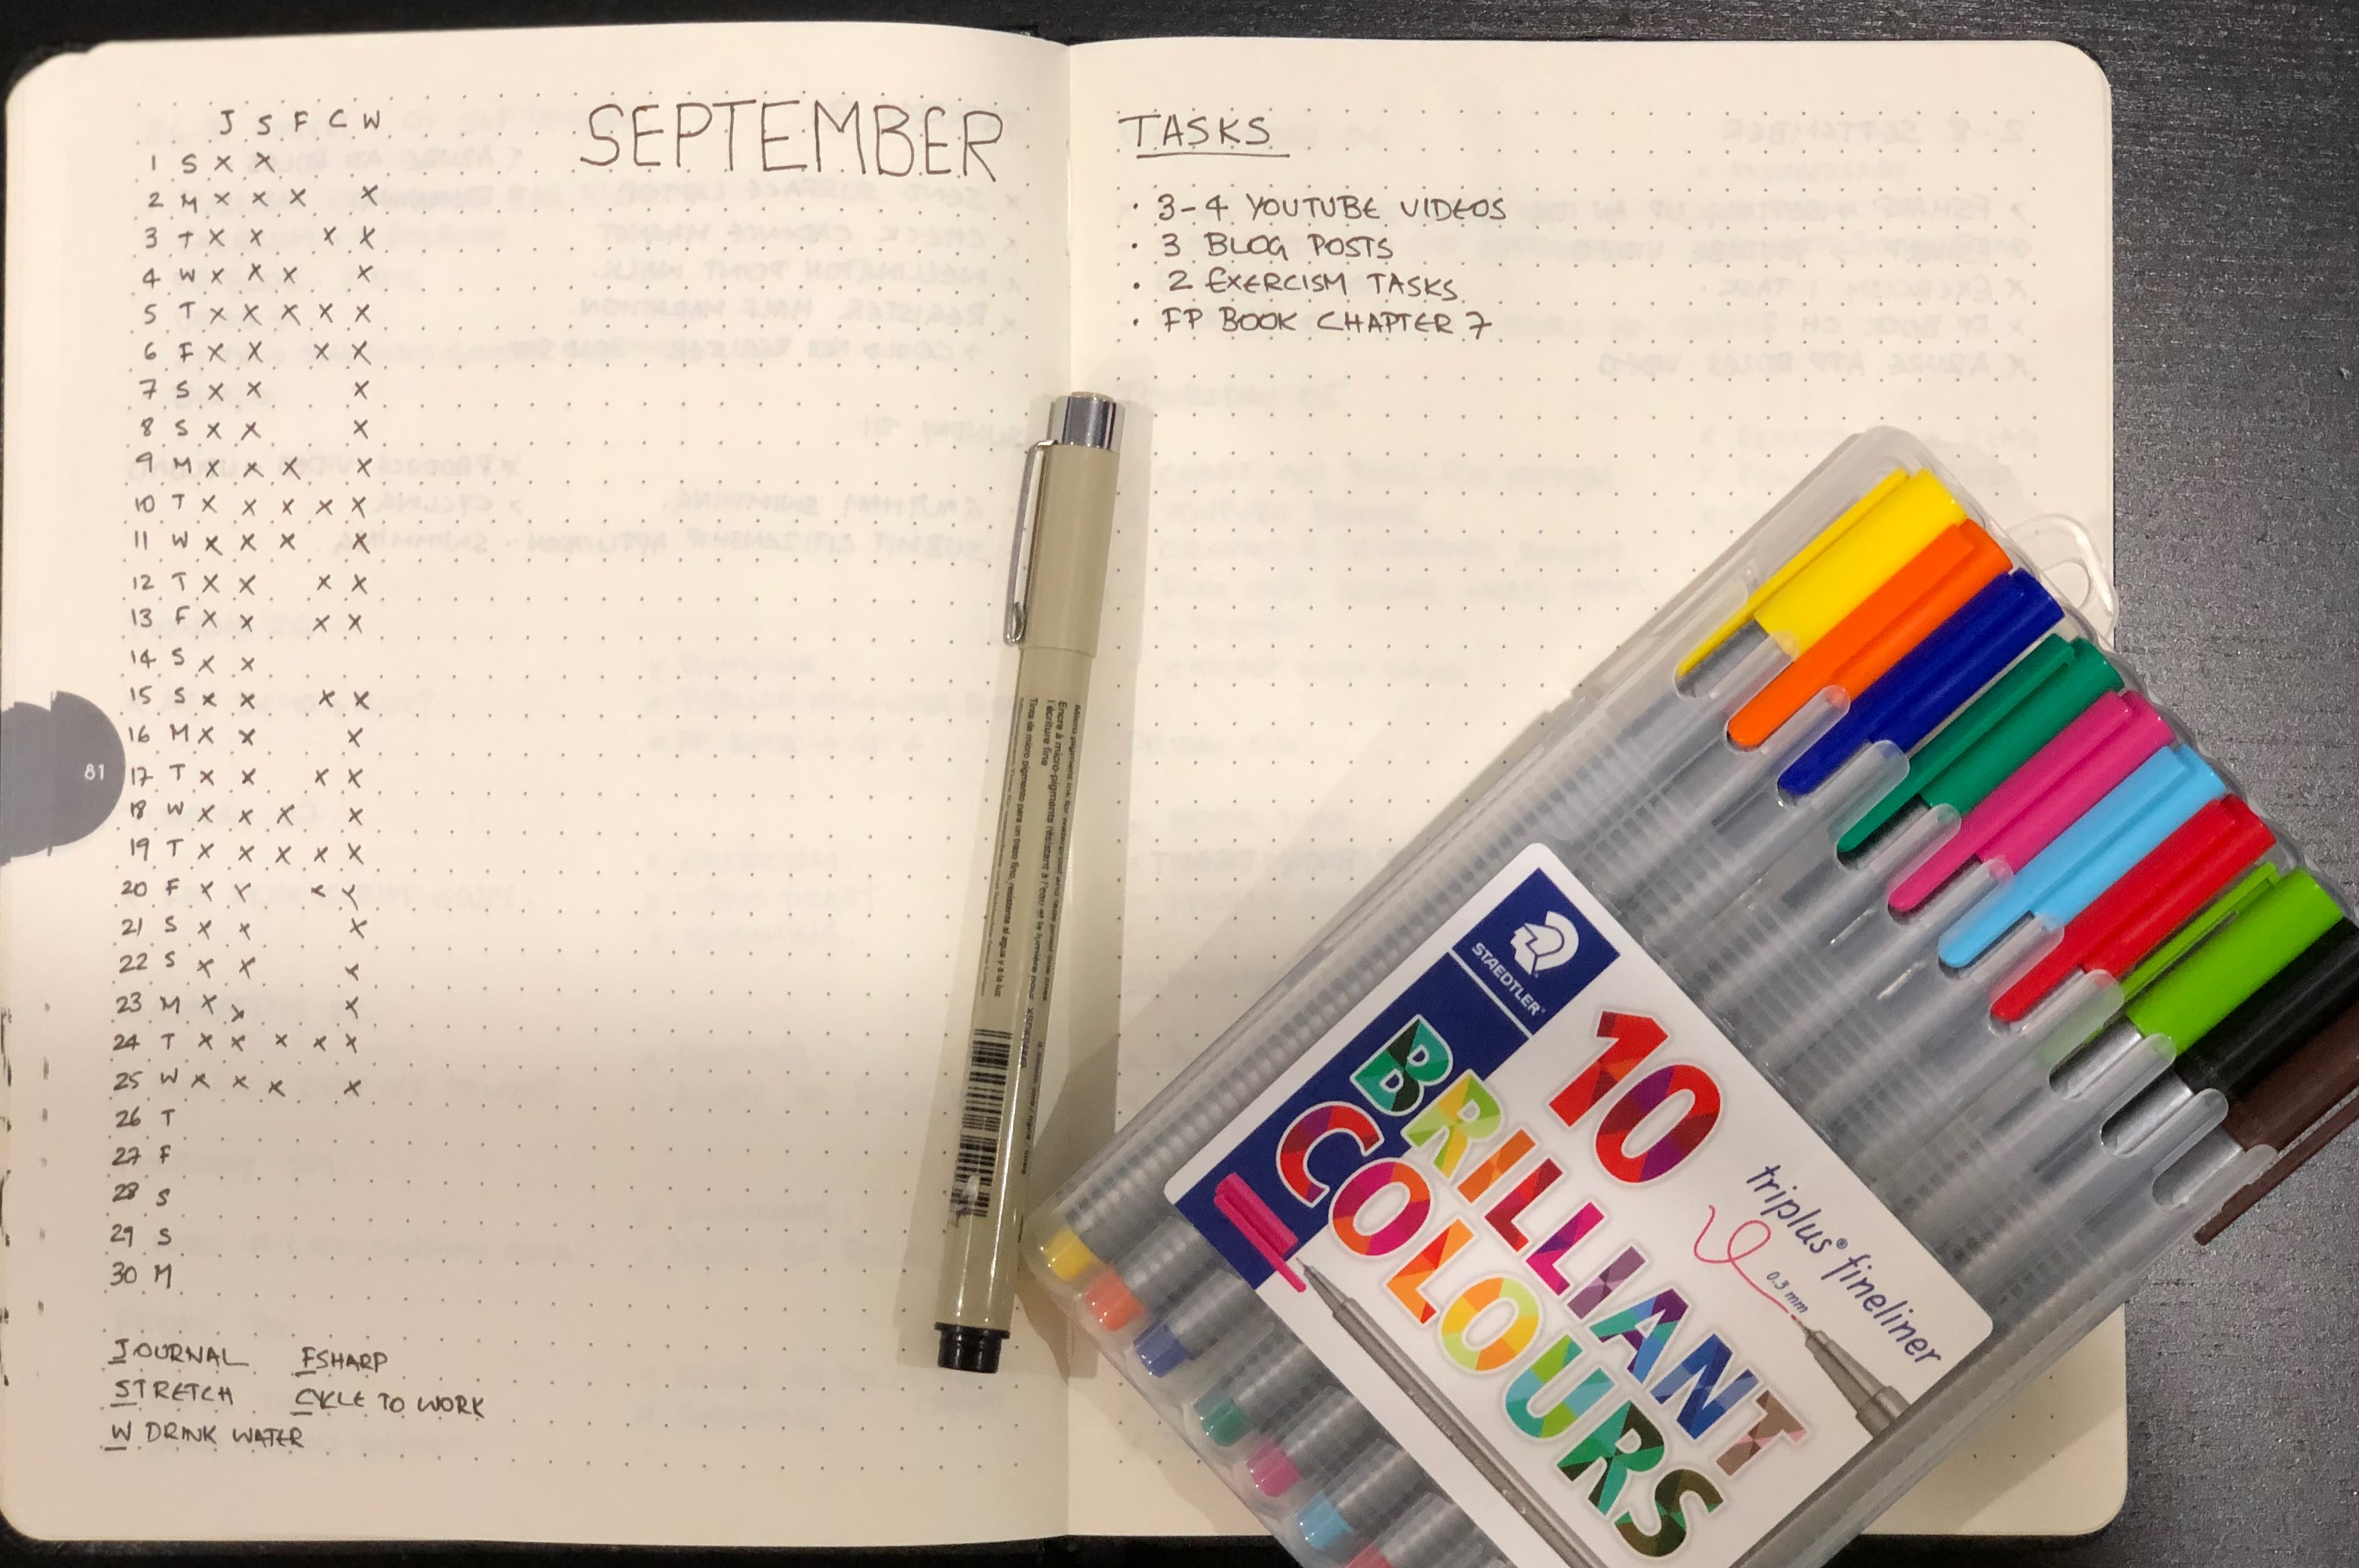 J S F C W
SEPTEMBER
1 S X X
2 M X X X X
3 T X X X X
4 W X X X X
5 T X X X X X
6 F X X X X
7 S X X X
8 S X X X
9 M X X X X
10 T X X X X X
11 W X X X X
12 T X X X X
13 F X X X X
14 S X X
15 S X X X X
16 M X X X
17 T X X X X
18 W X X X X
19 T X X X X X
20 F X X X X
21 S X X X
22 S X X X
23 M X X X
24 T X X X X X
25 W X X X X
26 T
27 F
28 S
29 S
30 M
JOURNAL FSHARP
STRETCH CYCLE TO WORK
W DRINK WATER
81
TASKS
· 3-4 YOUTUBE VIDEOS
· 3 BLOG POSTS
· 2 EXERCISM TASKS
· FP BOOK CHAPTER 7
STAEDTLER
10
BRILLIANT
COLOURS
triplus® fineliner
0.3 mm